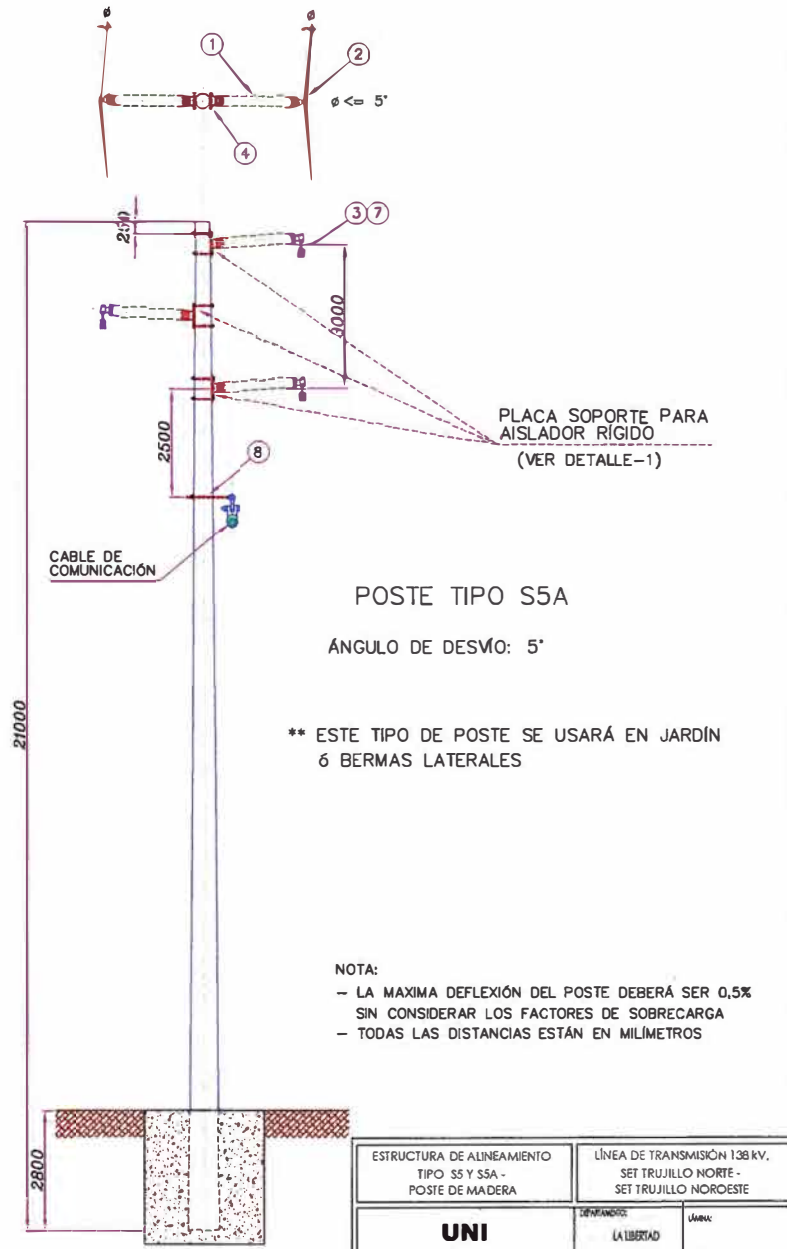 ø
ø
1
2
ø <= 5°
4
250
3 7
3000
PLACA SOPORTE PARA
AISLADOR RÍGIDO
(VER DETALLE-1)
2500
8
CABLE DE
COMUNICACIÓN
POSTE TIPO S5A
ÁNGULO DE DESVÍO: 5°
21000
** ESTE TIPO DE POSTE SE USARÁ EN JARDÍN
ó BERMAS LATERALES
NOTA:
- LA MAXIMA DEFLEXIÓN DEL POSTE DEBERÁ SER 0,5%
SIN CONSIDERAR LOS FACTORES DE SOBRECARGA
- TODAS LAS DISTANCIAS ESTÁN EN MILÍMETROS
2800
ESTRUCTURA DE ALINEAMIENTO
TIPO S5 Y S5A -
POSTE DE MADERA
LÍNEA DE TRANSMISIÓN 138 kV,
SET TRUJILLO NORTE -
SET TRUJILLO NOROESTE
UNI
DEPARTAMENTO:
LA LIBERTAD
LÁMINA: